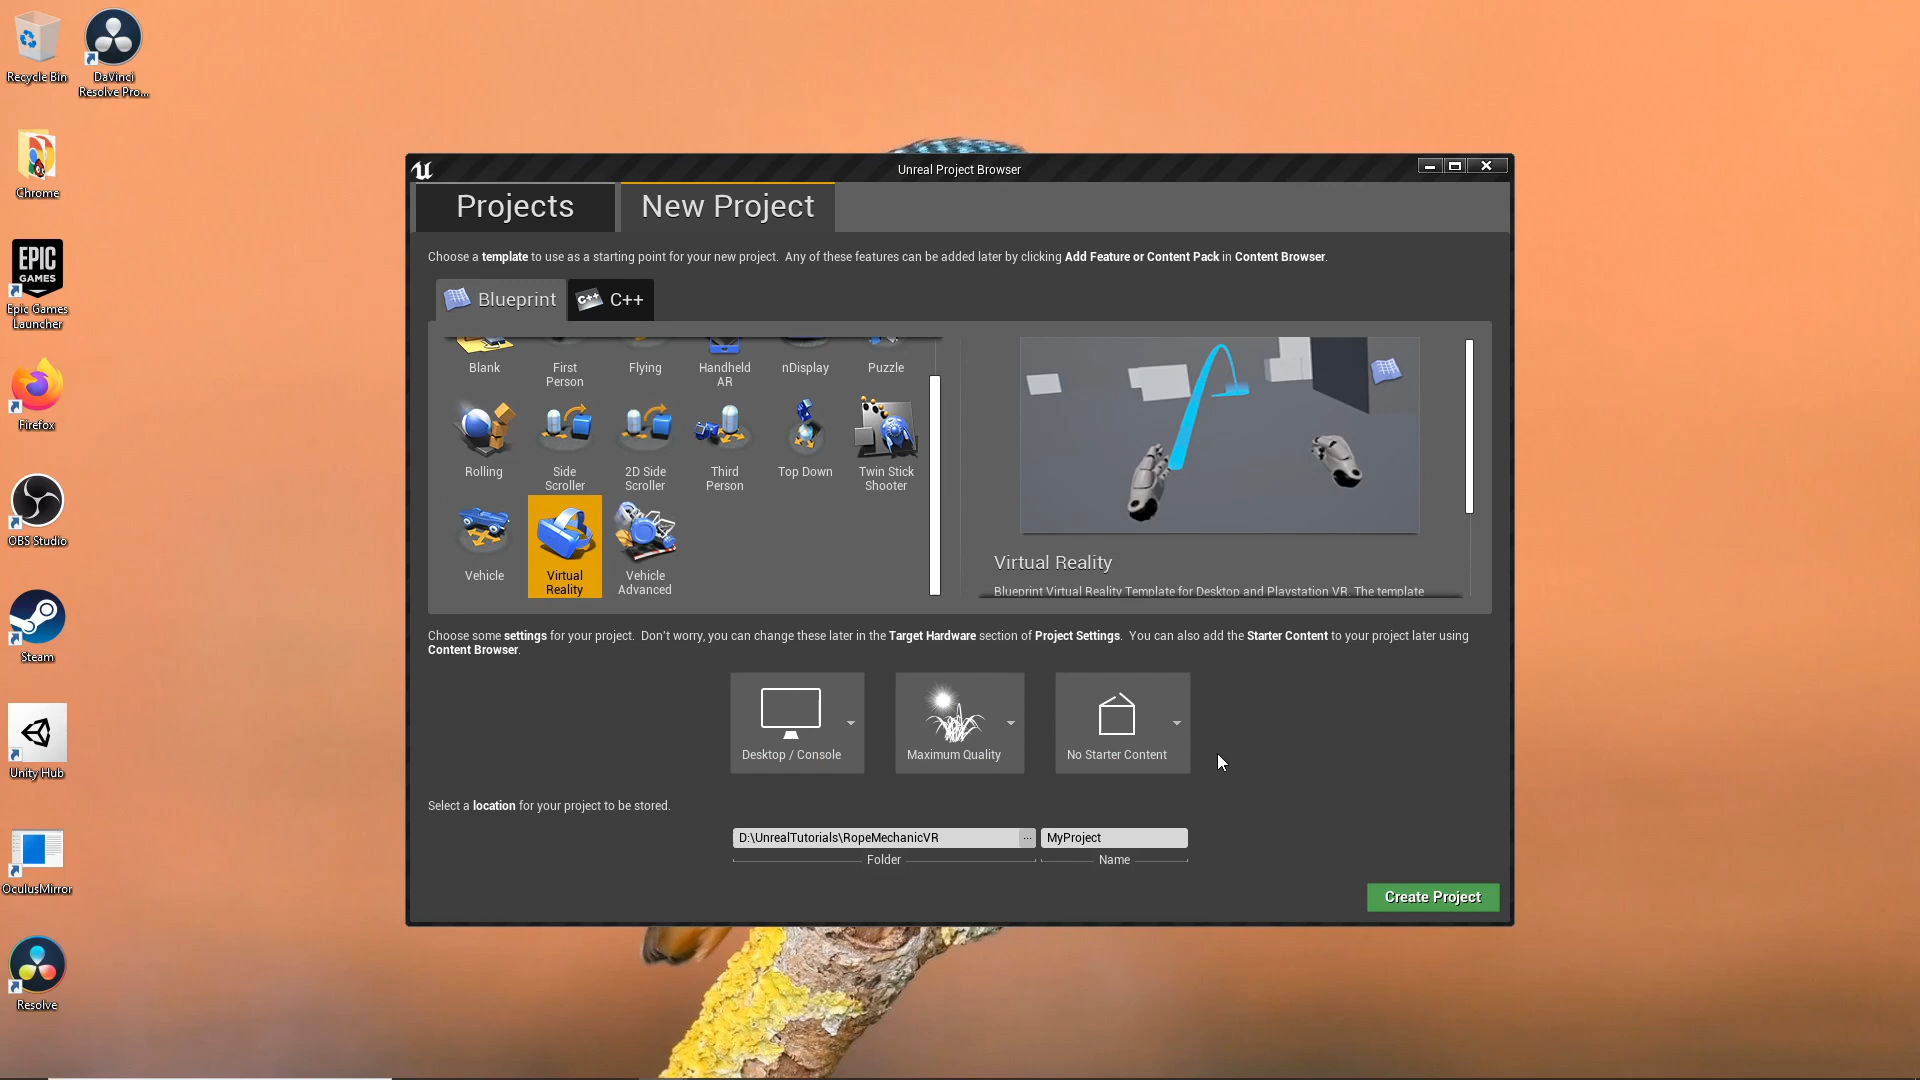 Recycle Bin
DaVinci
Resolve Pro...
Chrome
EPIC
GAMES
Epic Games
Launcher
Firefox
OBS Studio
Steam
Unity Hub
OculusMirror
Resolve
Unreal Project Browser
Projects
New Project
Choose a template to use as a starting point for your new project. Any of these features can be added later by clicking Add Feature or Content Pack in Content Browser.
Blueprint
C++
C++
Blank
First
Person
Flying
Handheld
AR
nDisplay
Puzzle
Rolling
Side
Scroller
2D Side
Scroller
Third
Person
Top Down
Twin Stick
Shooter
Vehicle
Virtual
Reality
Vehicle
Advanced
Virtual Reality
Blueprint Virtual Reality Template for Desktop and Playstation VR. The template
Choose some settings for your project. Don't worry, you can change these later in the Target Hardware section of Project Settings. You can also add the Starter Content to your project later using
Content Browser.
Desktop / Console
Maximum Quality
No Starter Content
Select a location for your project to be stored.
D:\UnrealTutorials\RopeMechanicVR
...
MyProject
Folder
Name
Create Project